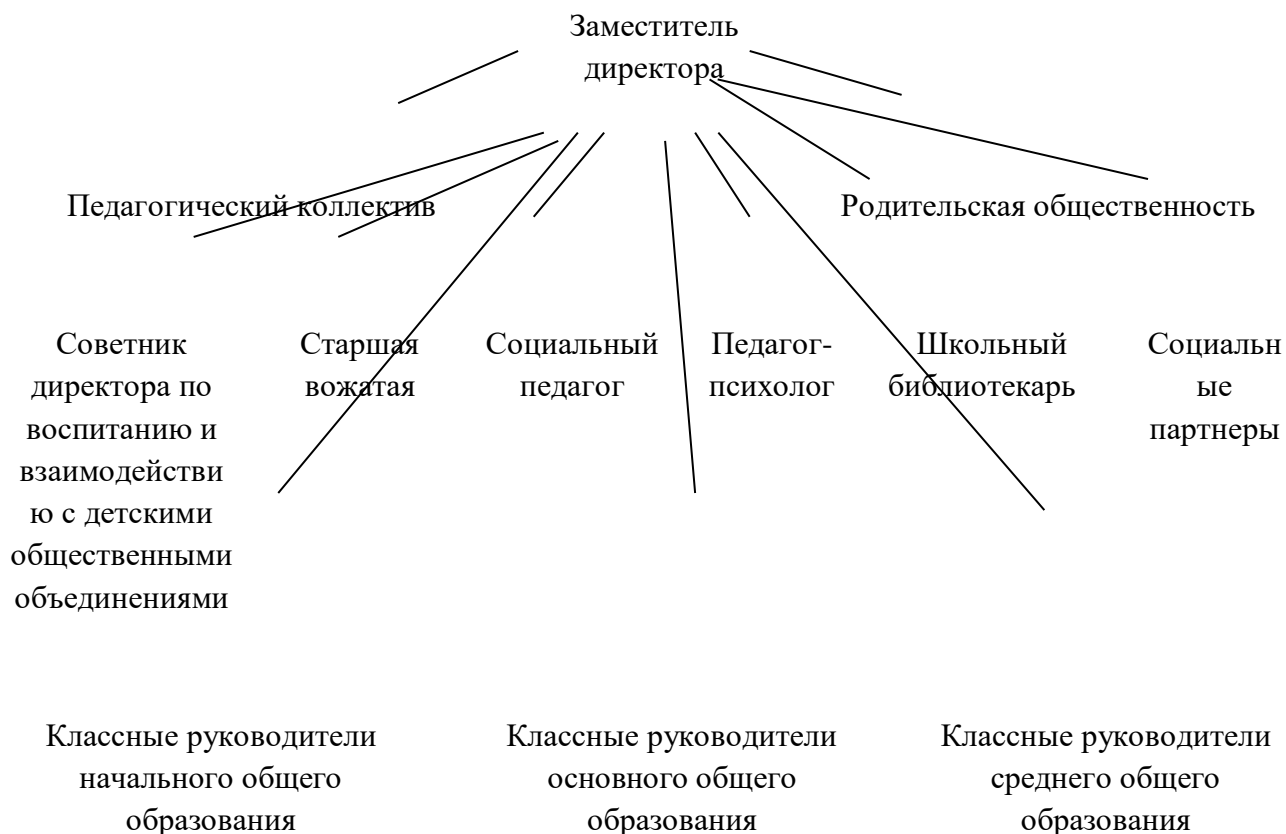 Заместитель
директора
Педагогический коллектив
Родительская общественность
Советник
директора по
воспитанию и
взаимодействи
ю с детскими
общественными
объединениями
Старшая
вожатая
Социальный
педагог
Педагог-
психолог
Школьный
библиотекарь
Социальн
ые
партнеры
Классные руководители
начального общего
образования
Классные руководители
основного общего
образования
Классные руководители
среднего общего
образования